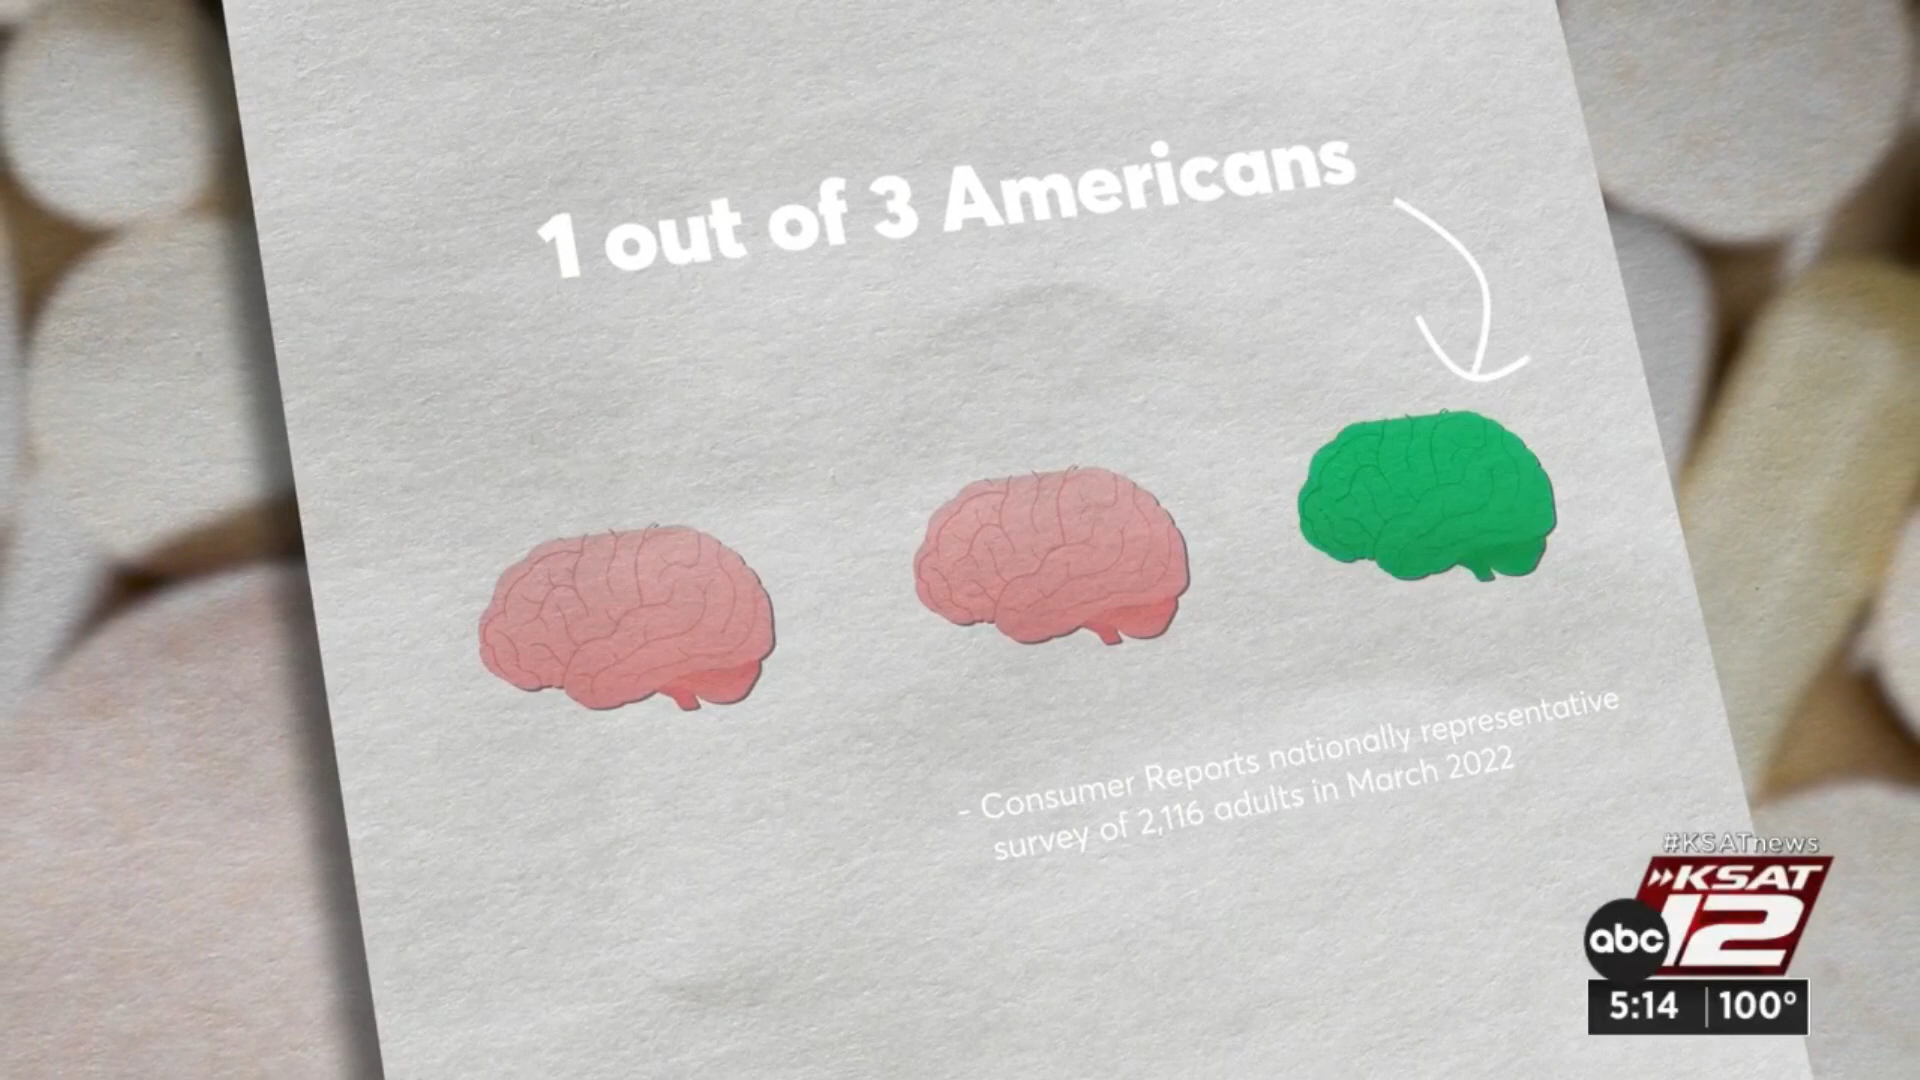 1 out of 3 Americans
- Consumer Reports nationally representative
survey of 2,116 adults in March 2022
#KSATnews
KSAT
abc 12
5:14 100°